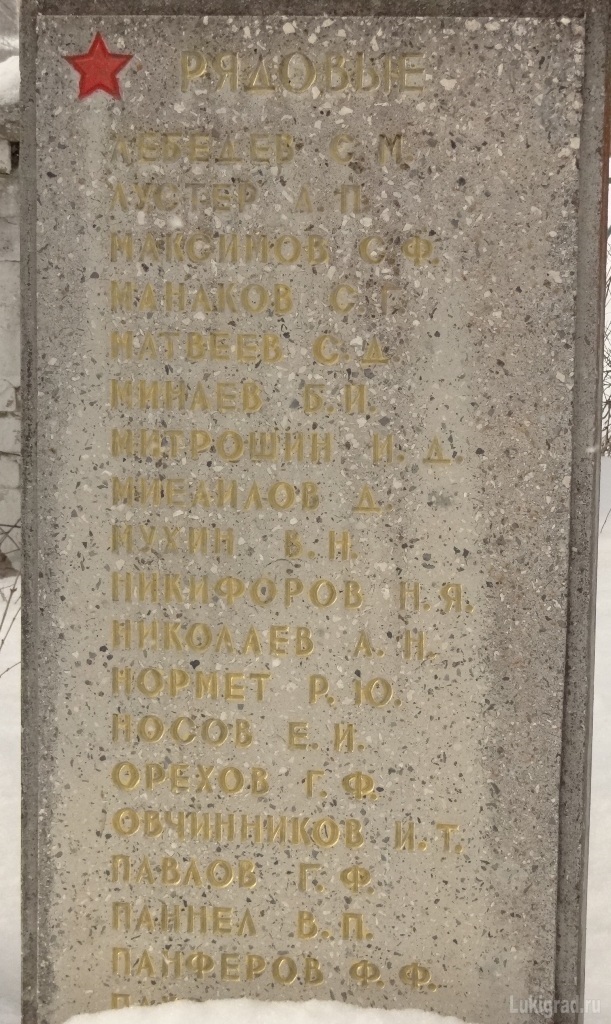 РЯДОВЫЕ
ЛЕБЕДЕВ С. М.
ЛУСТЕР А. П.
МАКСИМОВ С. Ф.
МАНАКОВ С. Г.
МАТВЕЕВ С. Д.
МИНАЕВ Б. И.
МИТРОШИН И. Д.
Д.
МУХИН В. Н.
НИКИФОРОВ Н. Я.
НИКОЛАЕВ А. Н.
НОРМЕТ Р. Ю.
НОСОВ Е. И.
ОРЕХОВ Г. Ф.
ОВЧИННИКОВ И. Т.
ПАВЛОВ Г. Ф.
ПАННЕЛ В. П.
ПАНФЕРОВ Ф. Ф.
Lukigrad.ru